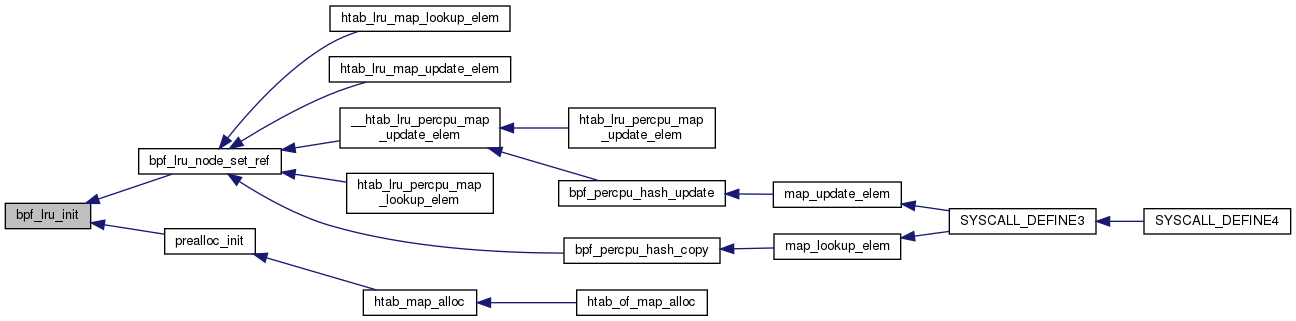 htab_lru_map_lookup_elem
htab_lru_map_update_elem
__htab_lru_percpu_map
_update_elem
htab_lru_percpu_map
_update_elem
bpf_lru_node_set_ref
htab_lru_percpu_map
_lookup_elem
bpf_percpu_hash_update
map_update_elem
bpf_lru_init
SYSCALL_DEFINE3
SYSCALL_DEFINE4
prealloc_init
bpf_percpu_hash_copy
map_lookup_elem
htab_map_alloc
htab_of_map_alloc